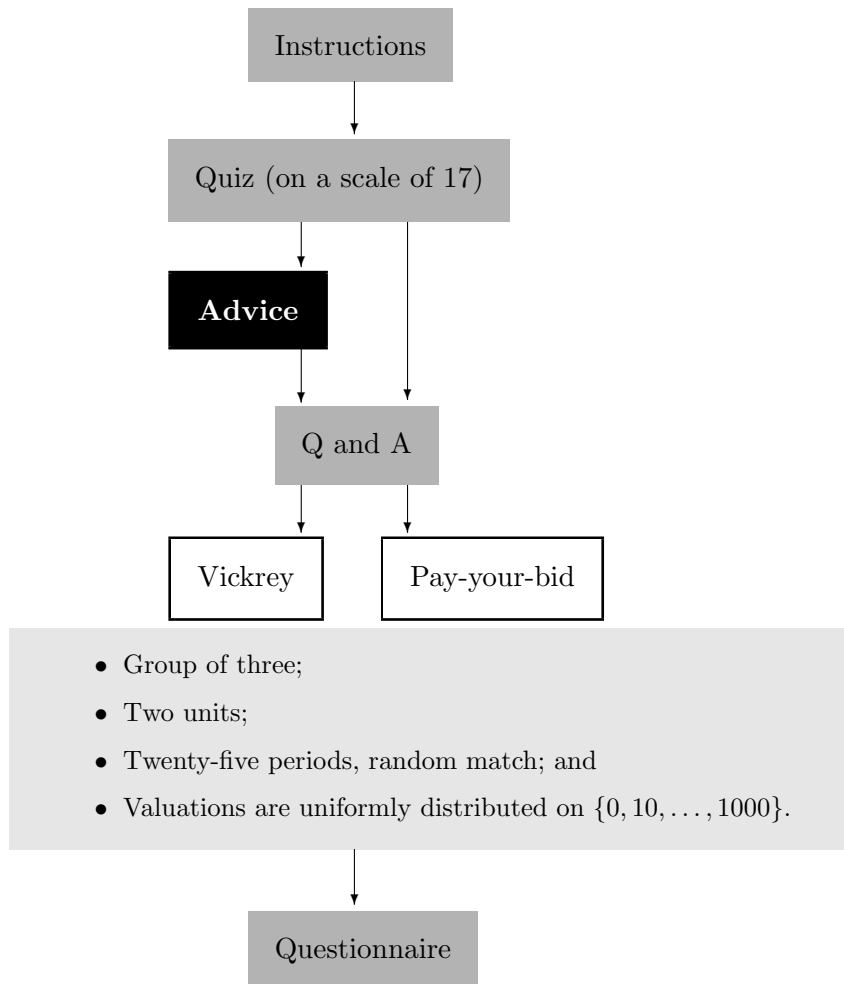 Instructions
Quiz (on a scale of 17)
Advice
Q and A
Vickrey
Pay-your-bid
• Group of three;
• Two units;
• Twenty-five periods, random match; and
• Valuations are uniformly distributed on {0, 10, . . . , 1000}.
Questionnaire